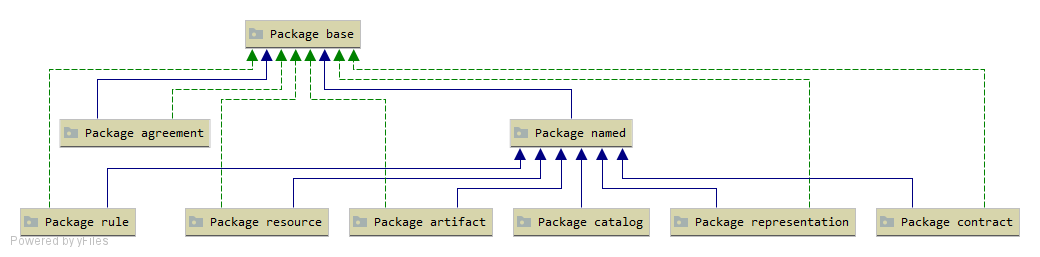 Package base
Package agreement
Package named
Package rule
Package resource
Package artifact
Package catalog
Package representation
Package contract
Powered by yFiles